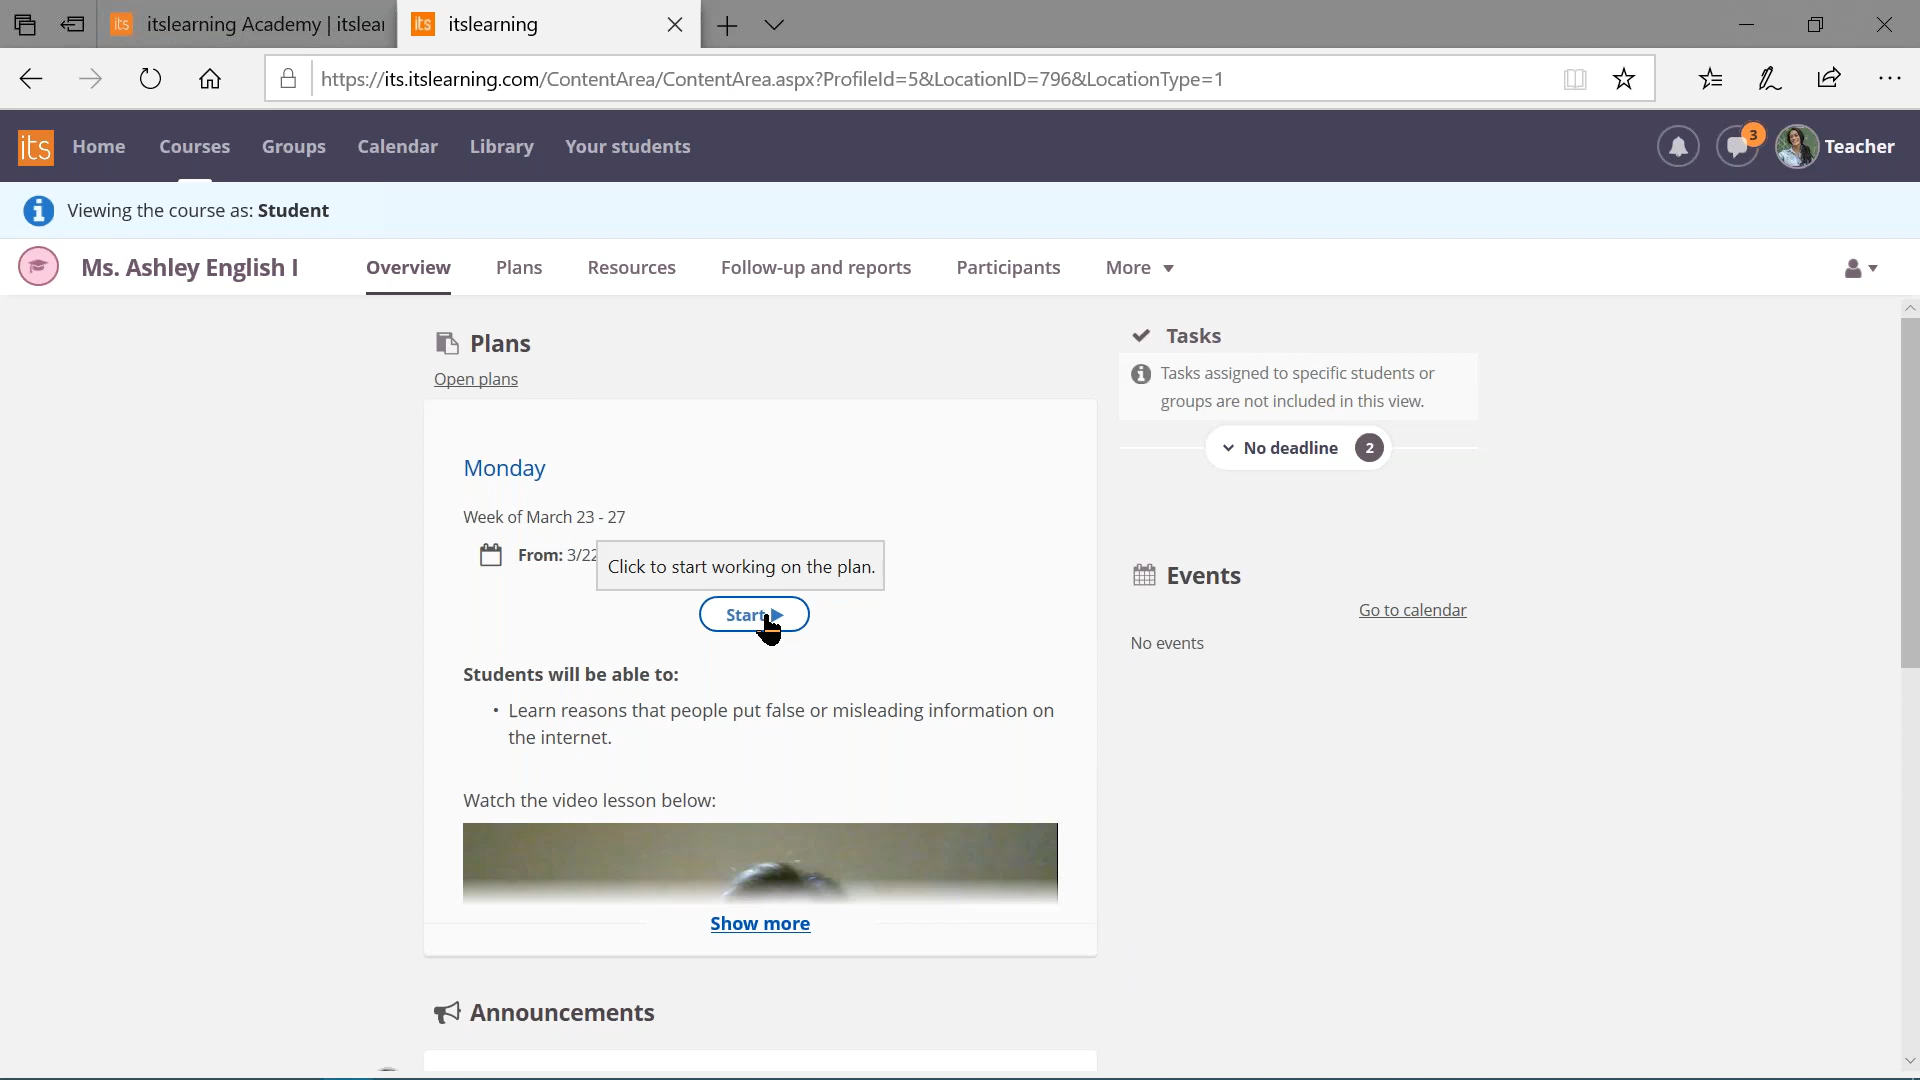 its itslearning Academy | itslear
its itslearning
https://its.itslearning.com/ContentArea/ContentArea.aspx?ProfileId=5&LocationID=796&LocationType=1
its Home Courses Groups Calendar Library Your students
3
Teacher
Viewing the course as: Student
Ms. Ashley English I
Overview Plans Resources Follow-up and reports Participants More
Plans
Open plans
Monday
Week of March 23 - 27
From: 3/22
Click to start working on the plan.
Start
Students will be able to:
• Learn reasons that people put false or misleading information on
the internet.
Watch the video lesson below:
Show more
Announcements
Tasks
Tasks assigned to specific students or
groups are not included in this view.
No deadline 2
Events
Go to calendar
No events